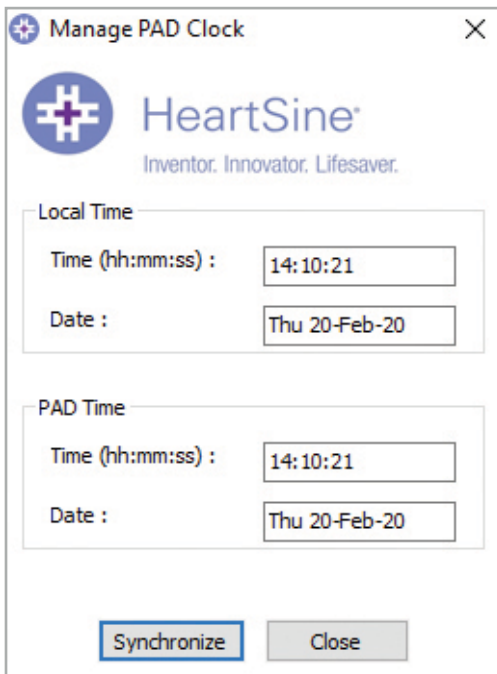 Manage PAD Clock
HeartSine®
Inventor. Innovator. Lifesaver.
Local Time
Time (hh:mm:ss) : 14:10:21
Date : Thu 20-Feb-20
PAD Time
Time (hh:mm:ss) : 14:10:21
Date : Thu 20-Feb-20
Synchronize Close